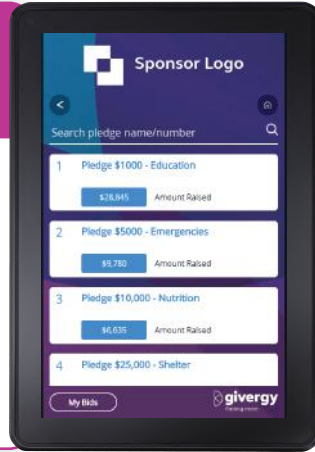 Sponsor Logo
Search pledge name/number
1 Pledge $1000 - Education
$28,845 Amount Raised
2 Pledge $5000 - Emergencies
$9,780 Amount Raised
3 Pledge $10,000 - Nutrition
$6,635 Amount Raised
4 Pledge $25,000 - Shelter
My Bids
givergy